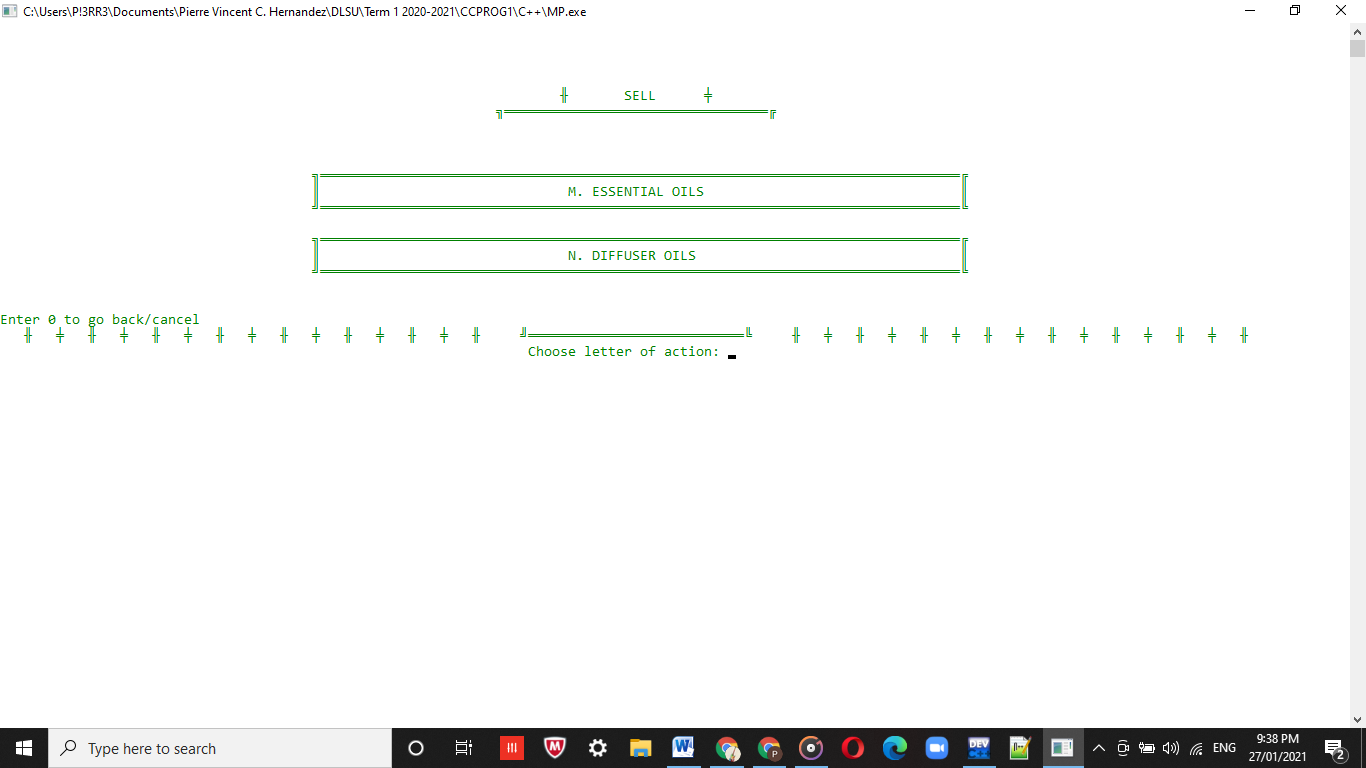 C:\Users\P!3RR3\Documents\Pierre Vincent C. Hernandez\DLSU\Term 1 2020-2021\CCPROG1\C++\MP.exe
╫ SELL ╪
╗═════════════════════════════════╔
M. ESSENTIAL OILS
N. DIFFUSER OILS
Enter 0 to go back/cancel
Choose letter of action:
Type here to search
DEV
ENG
9:38 PM
27/01/2021
2